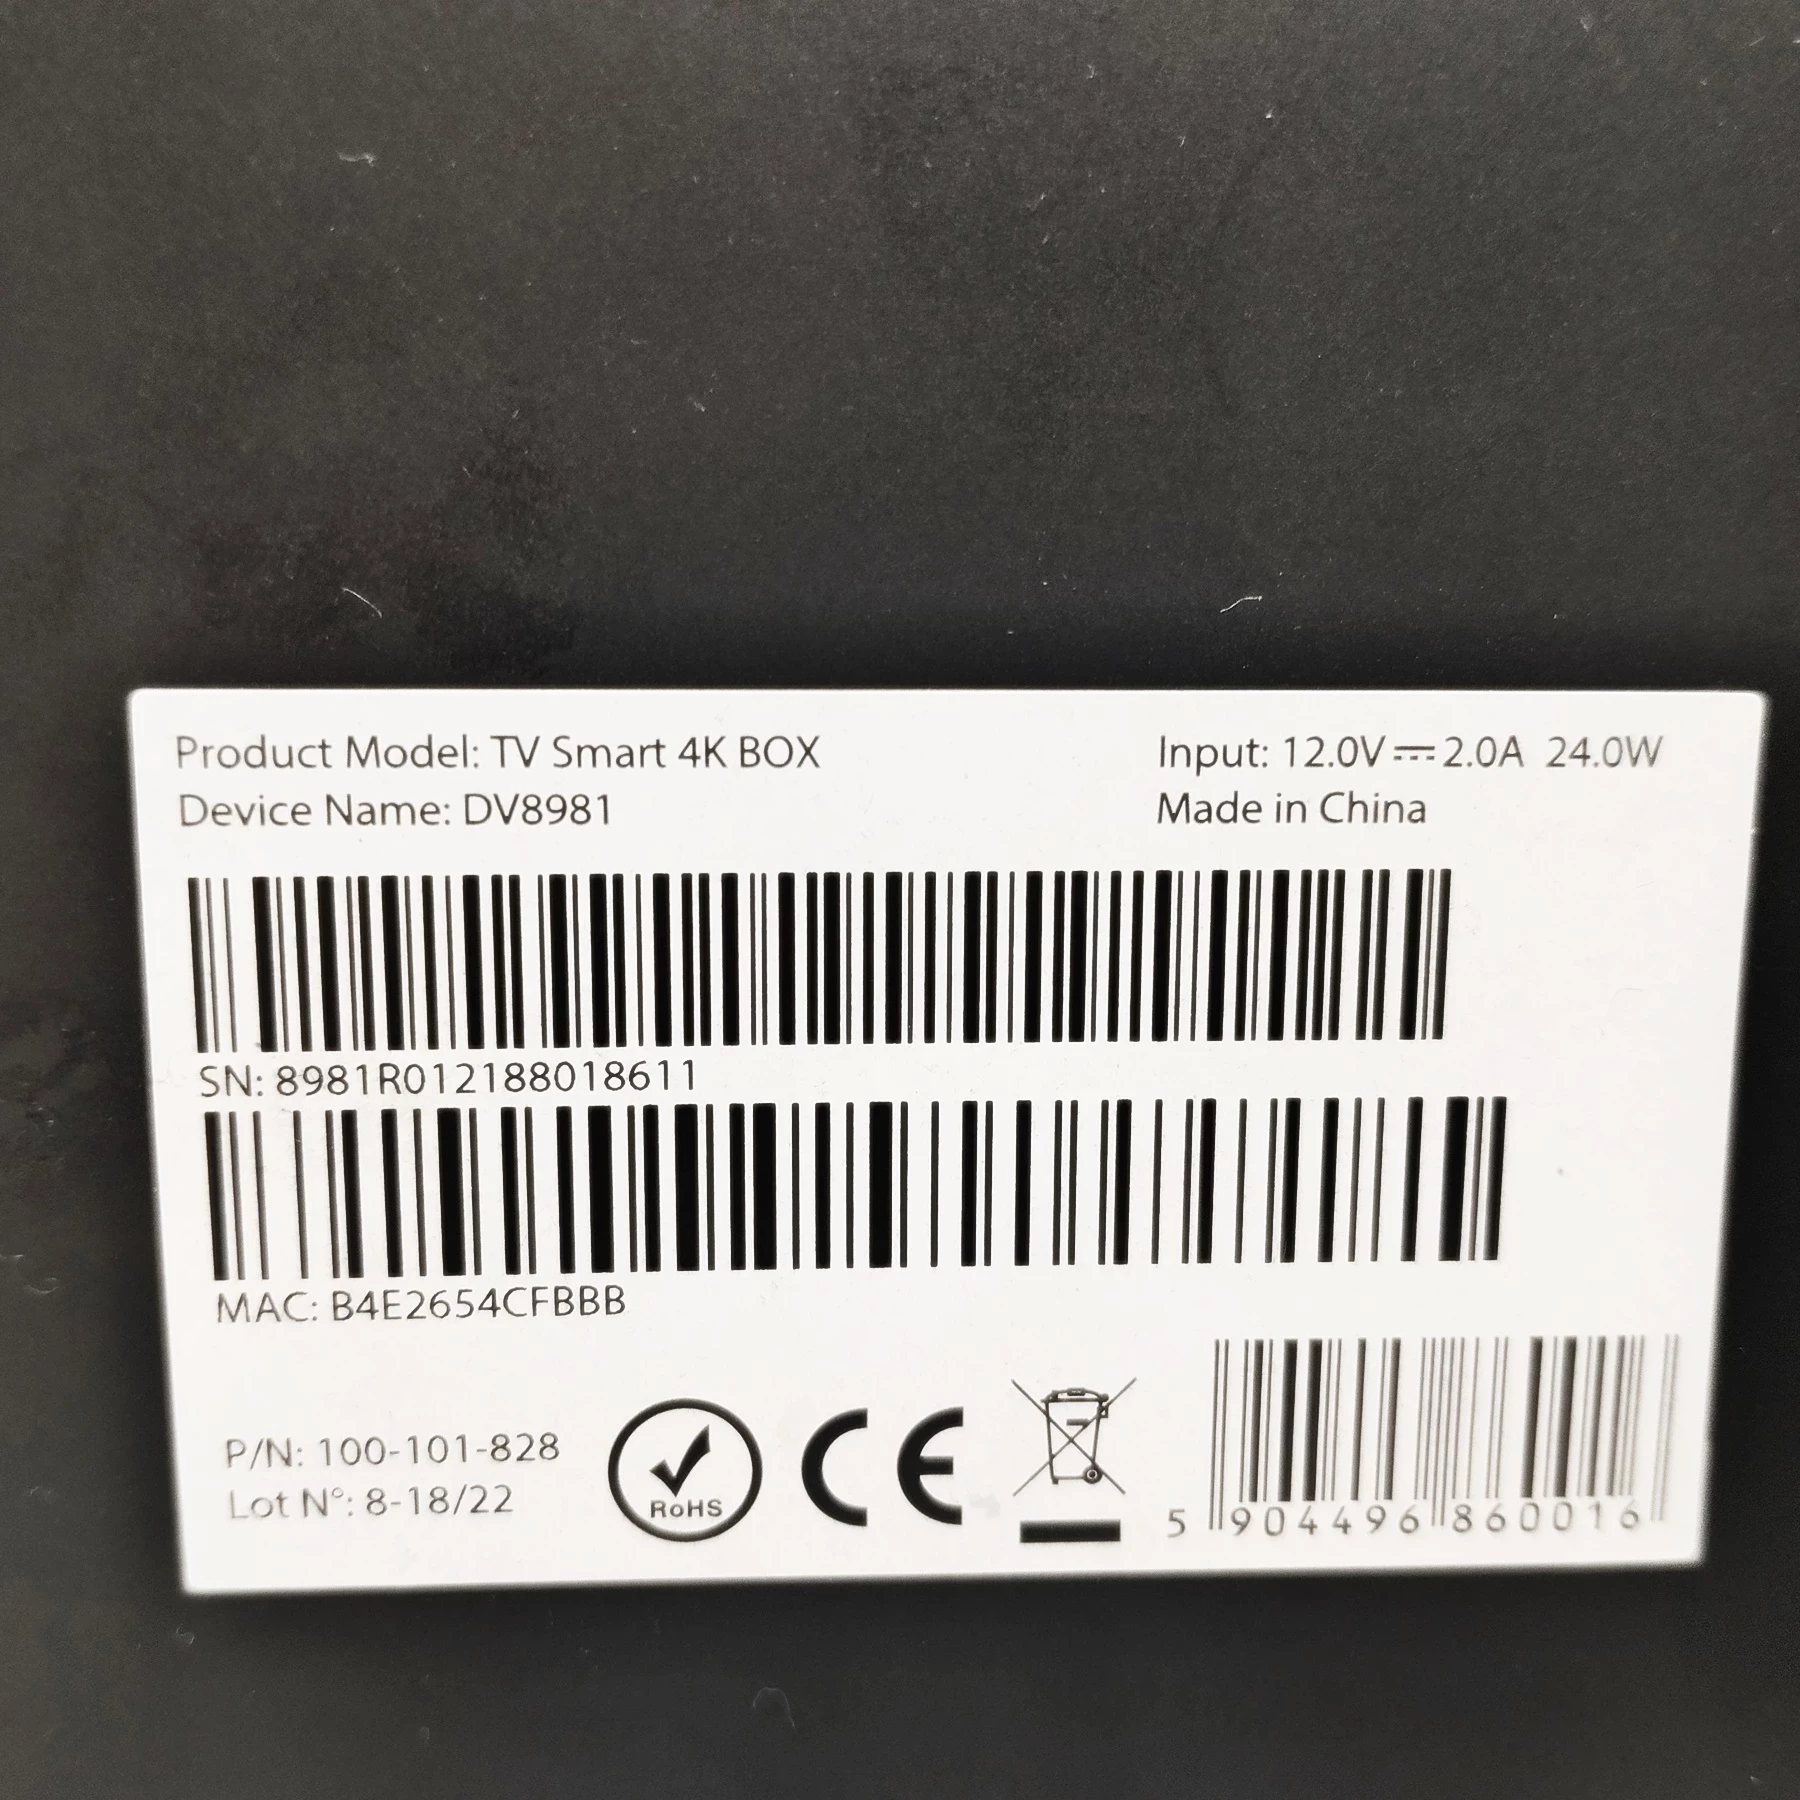 Product Model: TV Smart 4K BOX
Input: 12.0V⎓2.0A 24.0W
Device Name: DV8981
Made in China
SN: 8981R012188018611
MAC: B4E2654CFBBB
P/N: 100-101-828
Lot N°: 8-18/22
RoHS
CE
5 904496 860016